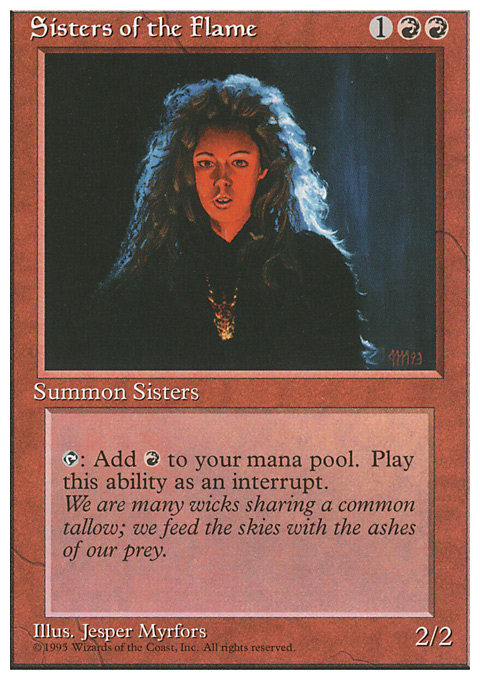 Sisters of the Flame 1
Summon Sisters
: Add to your mana pool. Play
this ability as an interrupt.
We are many wicks sharing a common
tallow; we feed the skies with the ashes
of our prey.
Illus. Jesper Myrfors
©1995 Wizards of the Coast, Inc. All rights reserved.
2/2